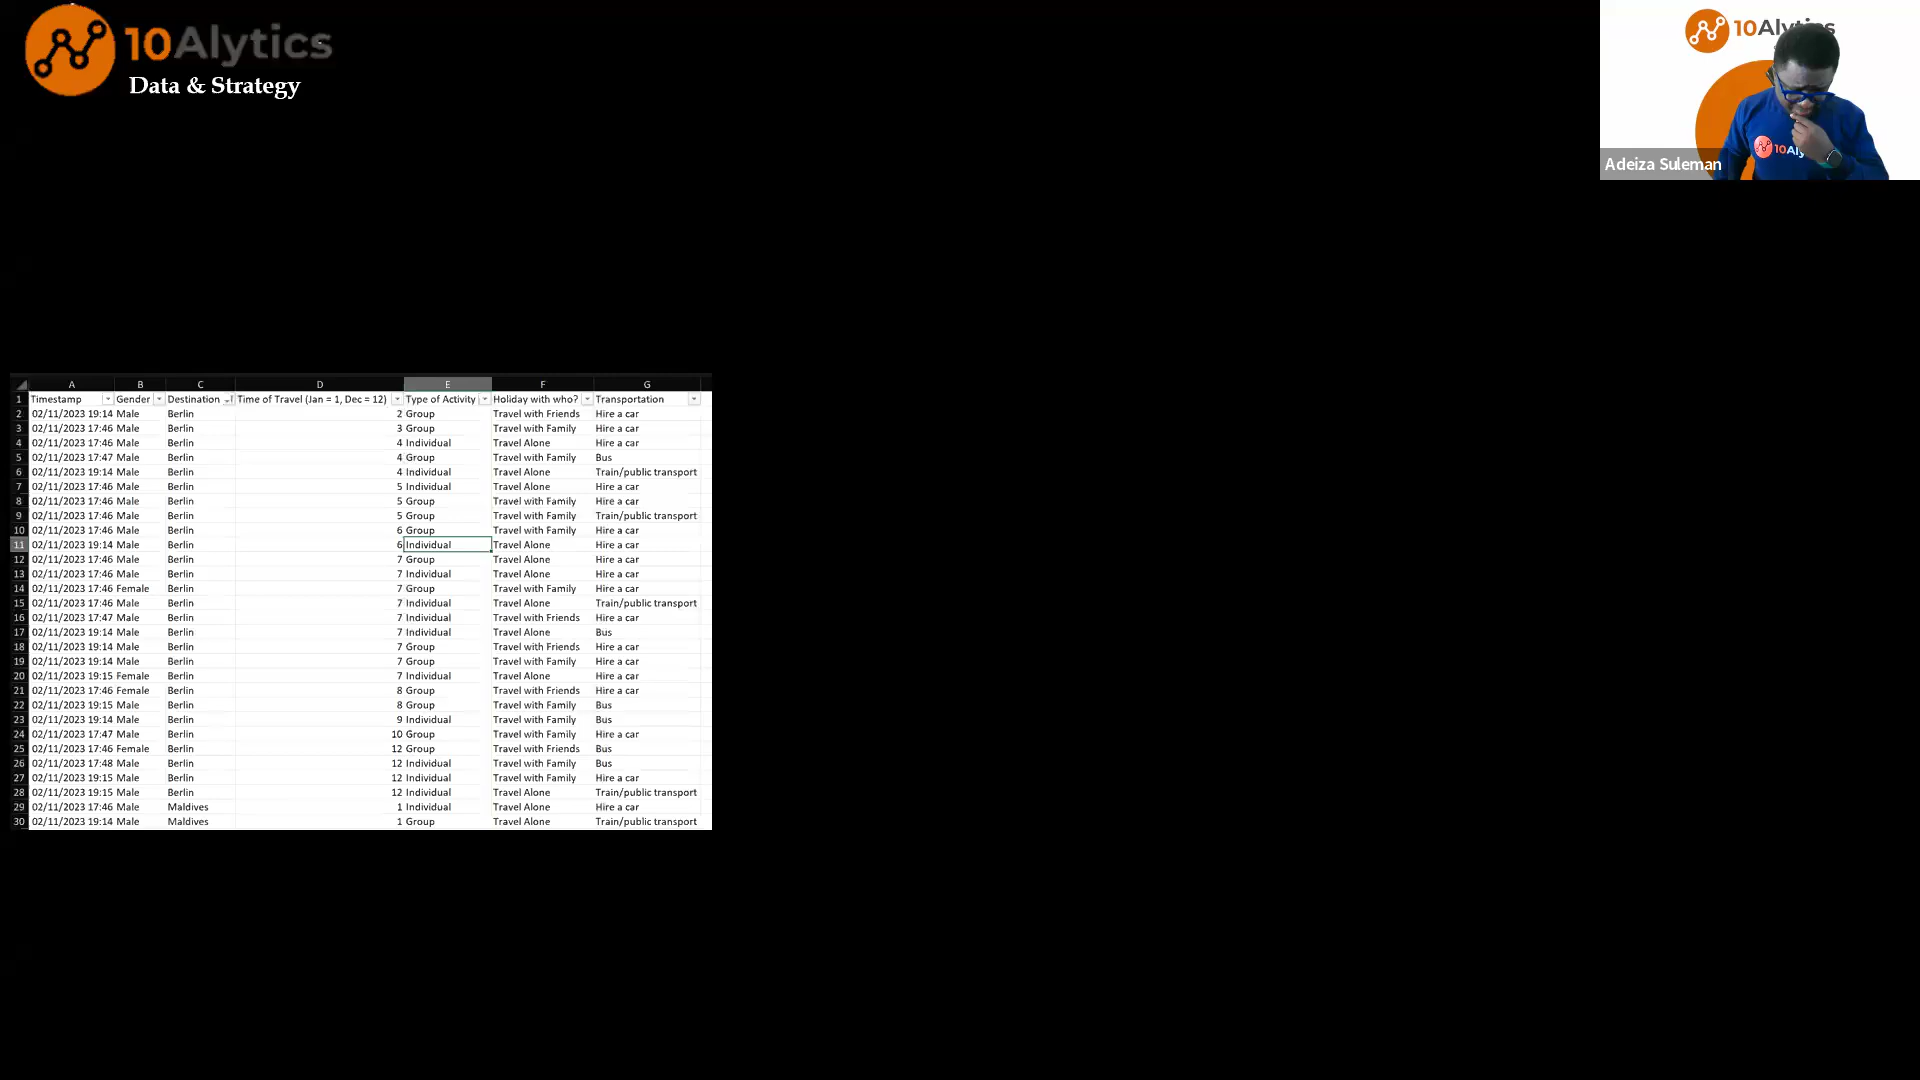 10Alytics
Data & Strategy
10Alytics
10Aly
Adeiza Suleman
A B C D E F G
1 Timestamp Gender Destination Time of Travel (Jan = 1, Dec = 12) Type of Activity Holiday with who? Transportation
2 02/11/2023 19:14 Male Berlin 2 Group Travel with Friends Hire a car
3 02/11/2023 17:46 Male Berlin 3 Group Travel with Family Hire a car
4 02/11/2023 17:46 Male Berlin 4 Individual Travel Alone Hire a car
5 02/11/2023 17:47 Male Berlin 4 Group Travel with Family Bus
6 02/11/2023 19:14 Male Berlin 4 Individual Travel Alone Train/public transport
7 02/11/2023 17:46 Male Berlin 5 Individual Travel Alone Hire a car
8 02/11/2023 17:46 Male Berlin 5 Group Travel with Family Hire a car
9 02/11/2023 17:46 Male Berlin 5 Group Travel with Family Train/public transport
10 02/11/2023 17:46 Male Berlin 6 Group Travel with Family Hire a car
11 02/11/2023 19:14 Male Berlin 6 Individual Travel Alone Hire a car
12 02/11/2023 17:46 Male Berlin 7 Group Travel Alone Hire a car
13 02/11/2023 17:46 Male Berlin 7 Individual Travel Alone Hire a car
14 02/11/2023 17:46 Female Berlin 7 Group Travel with Family Hire a car
15 02/11/2023 17:46 Male Berlin 7 Individual Travel Alone Train/public transport
16 02/11/2023 17:47 Male Berlin 7 Individual Travel with Friends Hire a car
17 02/11/2023 19:14 Male Berlin 7 Individual Travel Alone Bus
18 02/11/2023 19:14 Male Berlin 7 Group Travel with Friends Hire a car
19 02/11/2023 19:14 Male Berlin 7 Group Travel with Family Hire a car
20 02/11/2023 19:15 Female Berlin 7 Individual Travel Alone Hire a car
21 02/11/2023 17:46 Female Berlin 8 Group Travel with Friends Hire a car
22 02/11/2023 19:15 Male Berlin 8 Group Travel with Family Bus
23 02/11/2023 19:14 Male Berlin 9 Individual Travel with Family Bus
24 02/11/2023 17:47 Male Berlin 10 Group Travel with Family Hire a car
25 02/11/2023 17:46 Female Berlin 12 Group Travel with Friends Bus
26 02/11/2023 17:48 Male Berlin 12 Individual Travel with Family Bus
27 02/11/2023 19:15 Male Berlin 12 Individual Travel with Family Hire a car
28 02/11/2023 19:15 Male Berlin 12 Individual Travel Alone Train/public transport
29 02/11/2023 17:46 Male Maldives 1 Individual Travel Alone Hire a car
30 02/11/2023 19:14 Male Maldives 1 Group Travel Alone Train/public transport